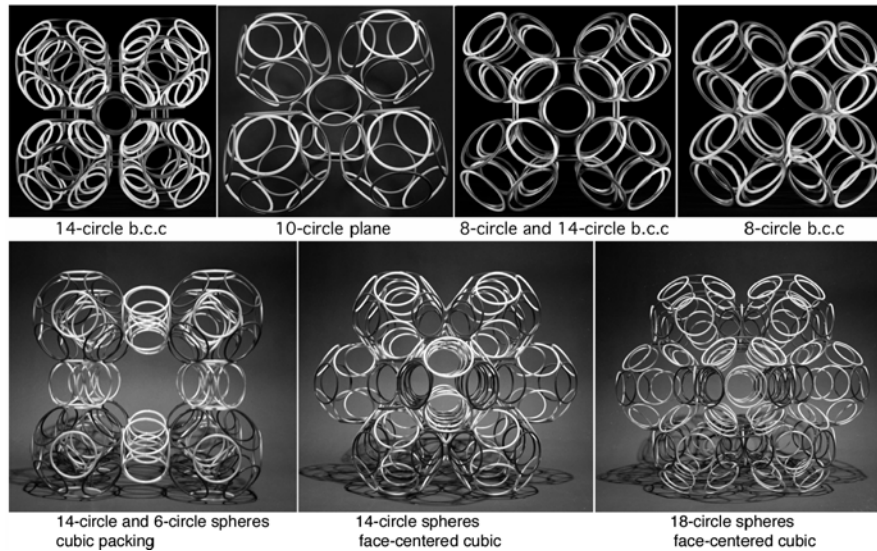 14-circle b.c.c
10-circle plane
8-circle and 14-circle b.c.c
8-circle b.c.c
14-circle and 6-circle spheres
cubic packing
14-circle spheres
face-centered cubic
18-circle spheres
face-centered cubic